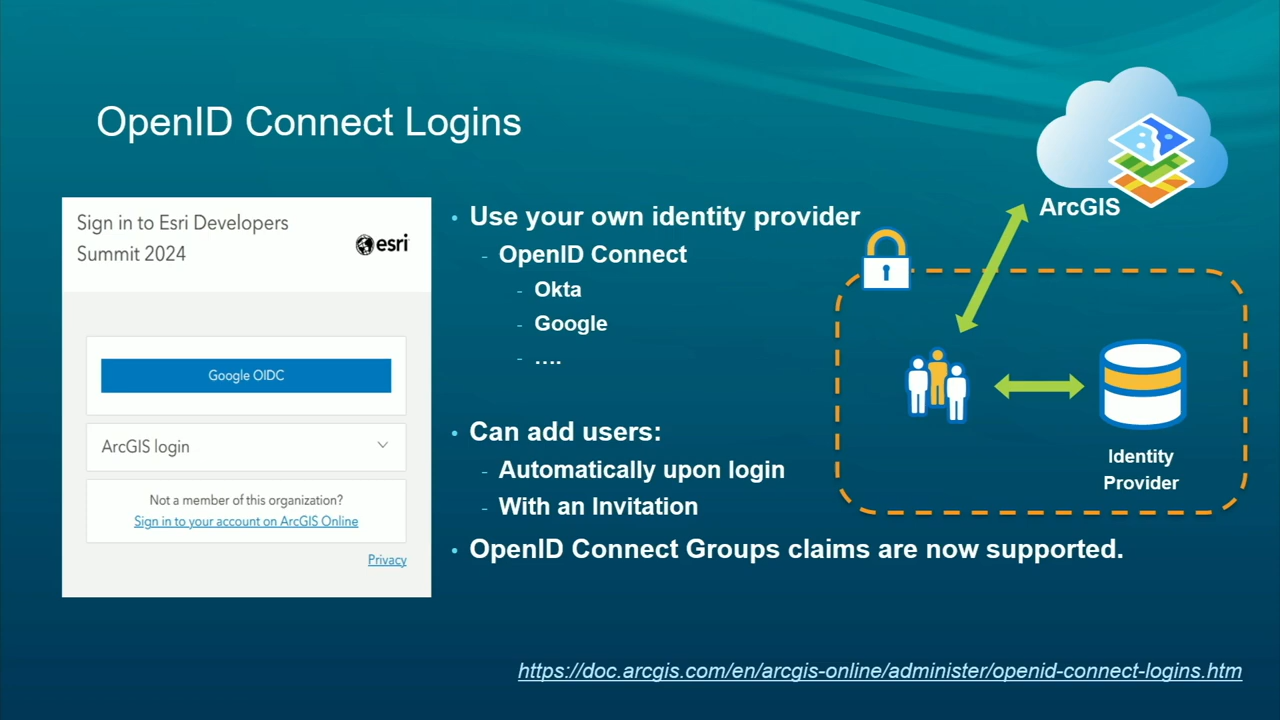 OpenID Connect Logins
Sign in to Esri Developers
Summit 2024
esri
Google OIDC
ArcGIS login
Not a member of this organization?
Sign in to your account on ArcGIS Online
Privacy
• Use your own identity provider
- OpenID Connect
- Okta
- Google
- ....
• Can add users:
- Automatically upon login
- With an Invitation
• OpenID Connect Groups claims are now supported.
ArcGIS
Identity
Provider
https://doc.arcgis.com/en/arcgis-online/administer/openid-connect-logins.htm